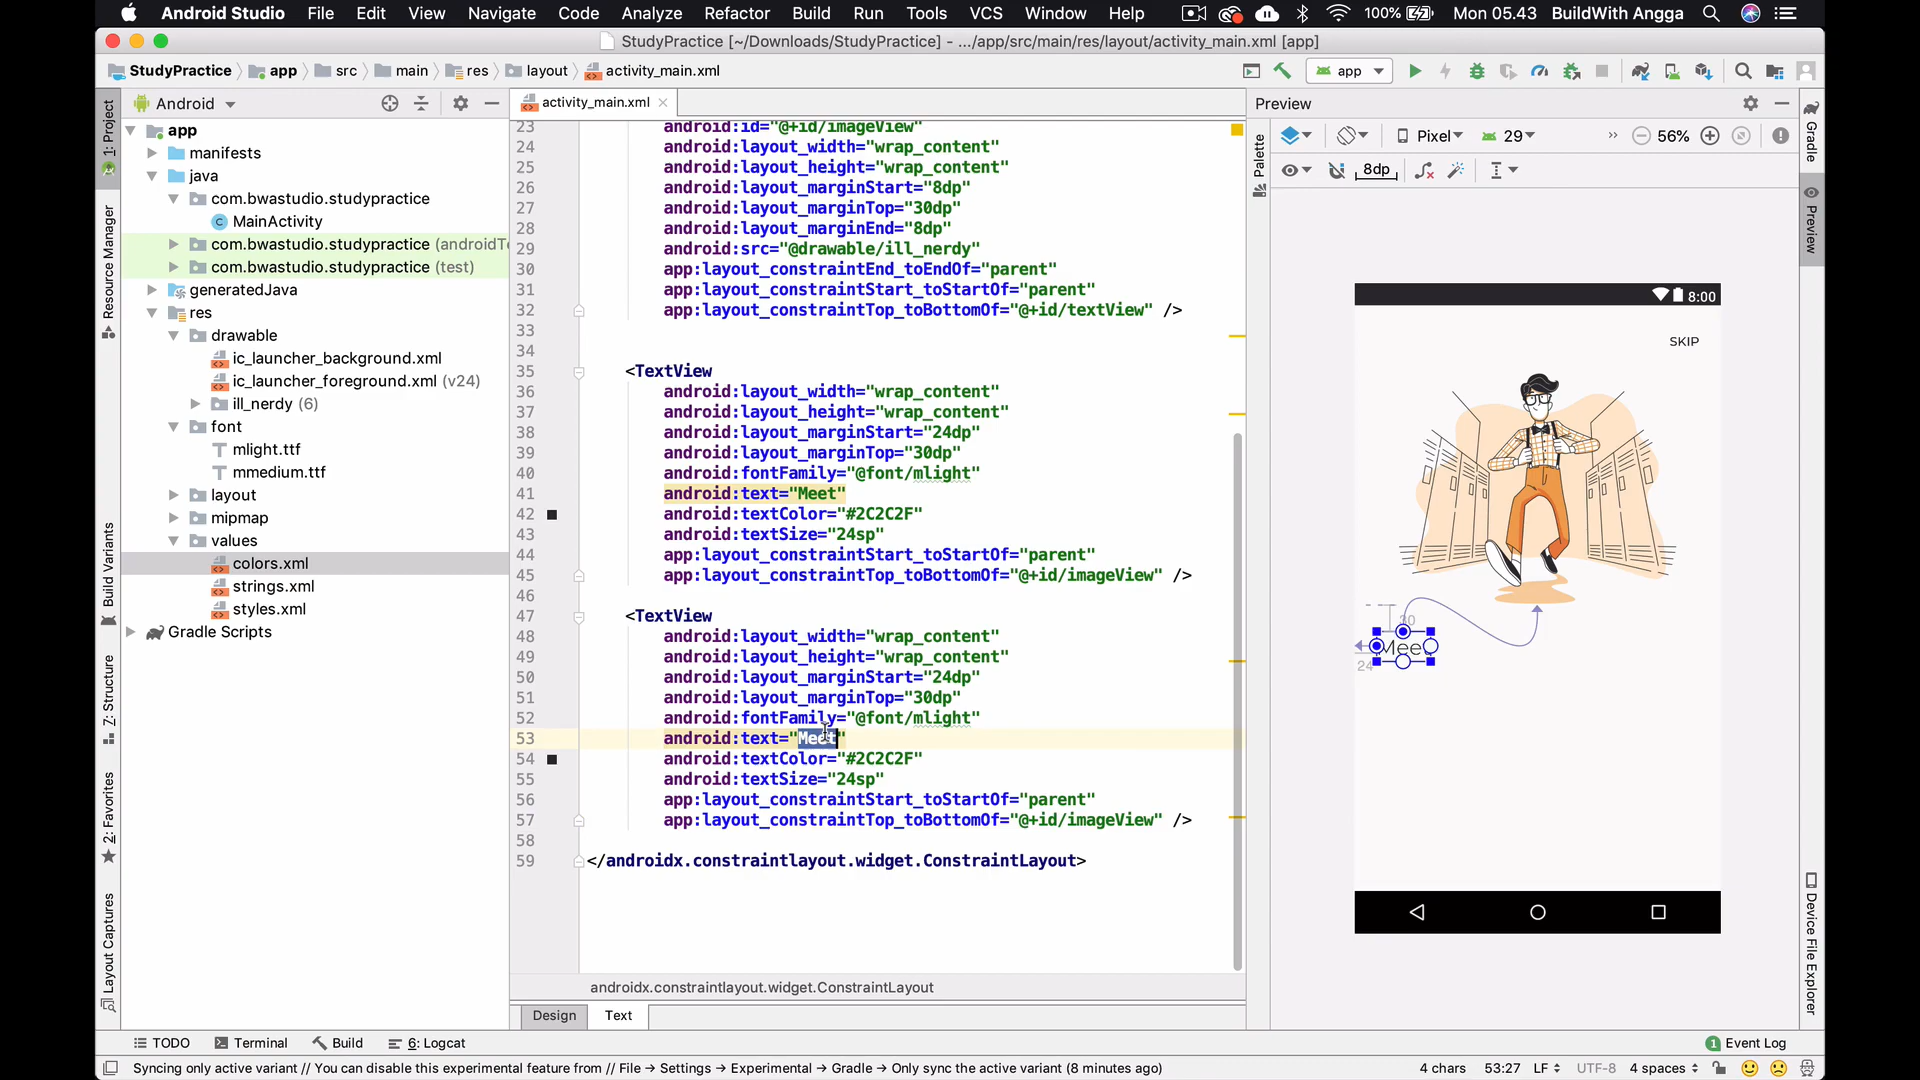 Android Studio File Edit View Navigate Code Analyze Refactor Build Run Tools VCS Window Help 100% Mon 05.43 BuildWith Angga
StudyPractice [~/Downloads/StudyPractice] - .../app/src/main/res/layout/activity_main.xml [app]
StudyPractice app src main res layout activity_main.xml app
Android
activity_main.xml
Preview
1: Project
Resource Manager
Build Variants
7: Structure
2: Favorites
Layout Captures
app
manifests
java
com.bwastudio.studypractice
MainActivity
com.bwastudio.studypractice (androidTe
com.bwastudio.studypractice (test)
generatedJava
res
drawable
ic_launcher_background.xml
ic_launcher_foreground.xml (v24)
ill_nerdy (6)
font
mlight.ttf
mmedium.ttf
layout
mipmap
values
colors.xml
strings.xml
styles.xml
Gradle Scripts
23 android:id="@+id/imageView"
24 android:layout_width="wrap_content"
25 android:layout_height="wrap_content"
26 android:layout_marginStart="8dp"
27 android:layout_marginTop="30dp"
28 android:layout_marginEnd="8dp"
29 android:src="@drawable/ill_nerdy"
30 app:layout_constraintEnd_toEndOf="parent"
31 app:layout_constraintStart_toStartOf="parent"
32 app:layout_constraintTop_toBottomOf="@+id/textView" />
33
34
35 <TextView
36 android:layout_width="wrap_content"
37 android:layout_height="wrap_content"
38 android:layout_marginStart="24dp"
39 android:layout_marginTop="30dp"
40 android:fontFamily="@font/mlight"
41 android:text="Meet"
42 android:textColor="#2C2C2F"
43 android:textSize="24sp"
44 app:layout_constraintStart_toStartOf="parent"
45 app:layout_constraintTop_toBottomOf="@+id/imageView" />
46
47 <TextView
48 android:layout_width="wrap_content"
49 android:layout_height="wrap_content"
50 android:layout_marginStart="24dp"
51 android:layout_marginTop="30dp"
52 android:fontFamily="@font/mlight"
53 android:text="Meet"
54 android:textColor="#2C2C2F"
55 android:textSize="24sp"
56 app:layout_constraintStart_toStartOf="parent"
57 app:layout_constraintTop_toBottomOf="@+id/imageView" />
58
59 </androidx.constraintlayout.widget.ConstraintLayout>
androidx.constraintlayout.widget.ConstraintLayout
Design Text
Palette
Pixel 29 56%
8dp
8:00
SKIP
30
Meet
24
Gradle
Preview
Device File Explorer
TODO Terminal Build 6: Logcat 1 Event Log
Syncing only active variant // You can disable this experimental feature from // File → Settings → Experimental → Gradle → Only sync the active variant (8 minutes ago) 4 chars 53:27 LF UTF-8 4 spaces